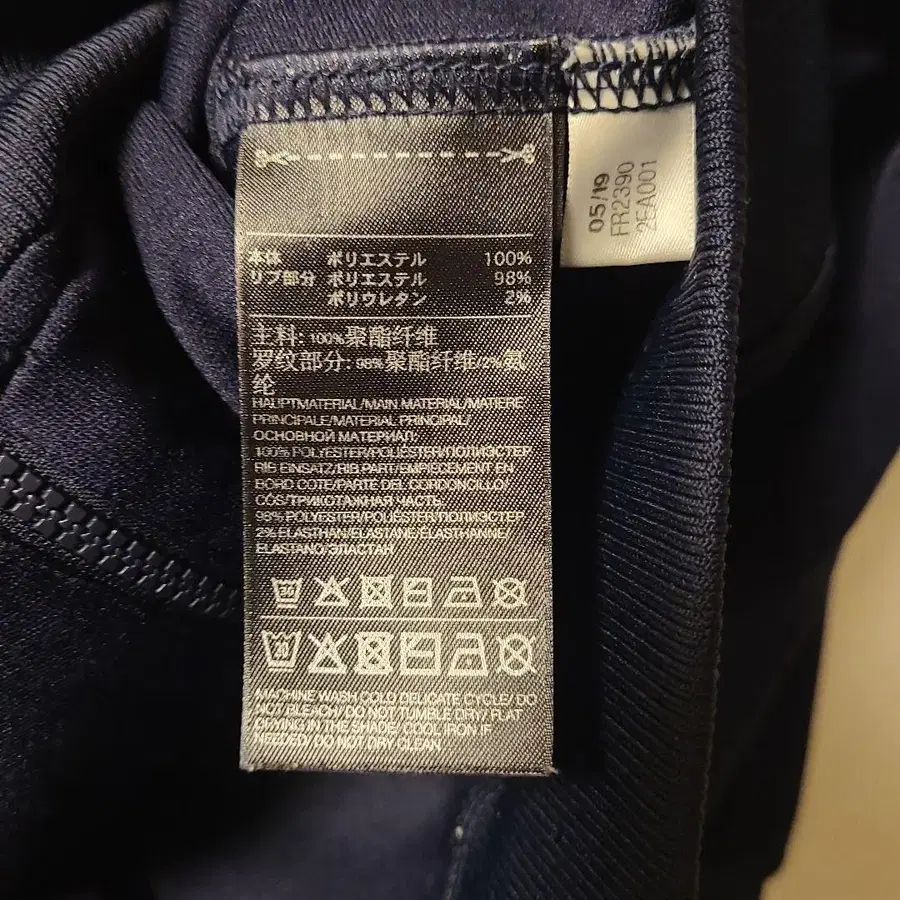 本体 ポリエステル 100%
リブ部分 ポリエステル 98%
ポリウレタン 2%
主料: 100%聚酯纤维
罗纹部分: 98%聚酯纤维/2%氨
纶
HAUPTMATERIAL/MAIN MATERIAL/MATIERE
PRINCIPALE/MATERIAL PRINCIPAL/
ОСНОВНОЙ МАТЕРИАЛ:
100% POLYESTER/POLIÉSTER/ПОЛИЭСТЕР
RIB EINSATZ/RIB PART/EMPIECEMENT EN
BORD COTE/PARTE DEL CORDONCILLO/
CÓS/ТРИКОТАЖНАЯ ЧАСТЬ:
98% POLYESTER/POLIÉSTER/ПОЛИЭСТЕР
2% ELASTHAN/ELASTANE/ELASTHANNE/
ELASTANO/ЭЛАСТАН
MACHINE WASH COLD DELICATE CYCLE/ DO
NOT BLEACH/ DO NOT TUMBLE DRY/ FLAT
DRYING IN THE SHADE/ COOL IRON IF
NEEDED/ DO NOT DRY CLEAN
05/19
FR2390
2EA001